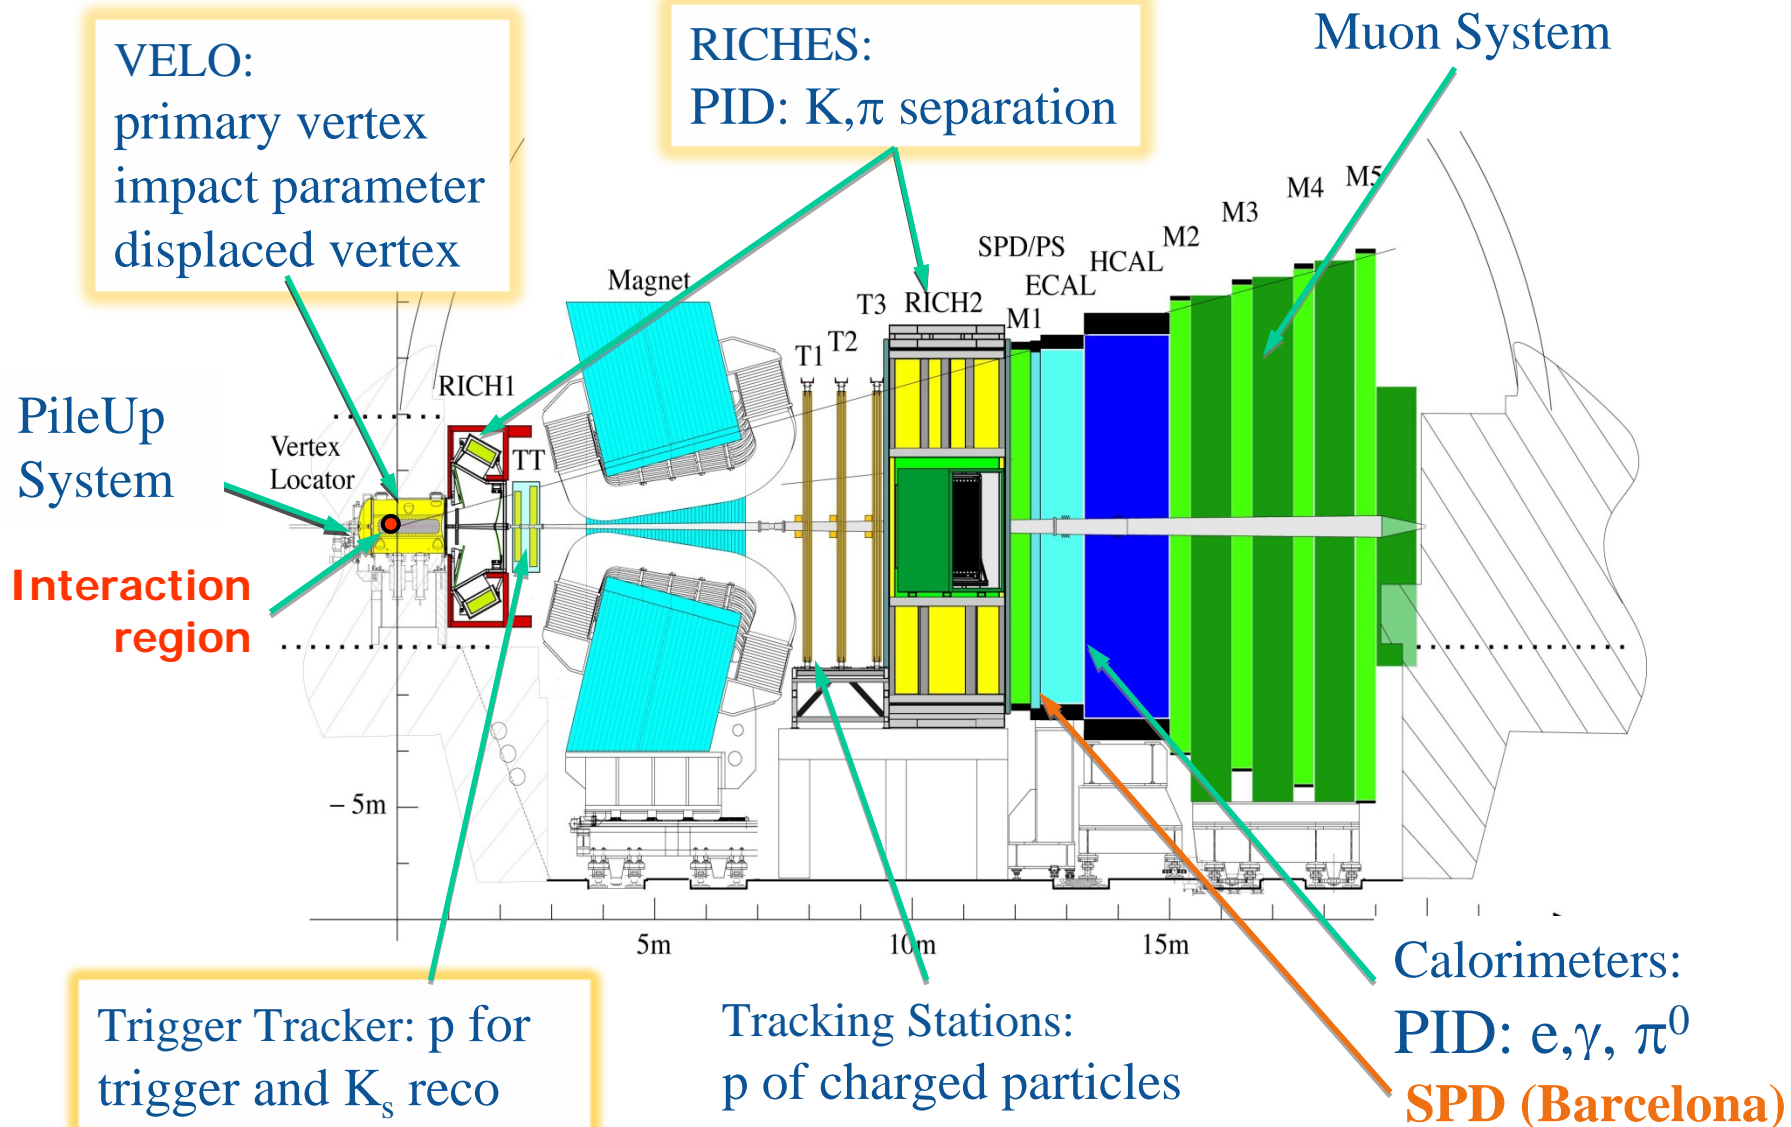 VELO:
primary vertex
impact parameter
displaced vertex
RICHES:
PID: K,π separation
Muon System
M5
M4
M3
M2
SPD/PS
HCAL
ECAL
Magnet
T3
RICH2
M1
T2
T1
RICH1
PileUp
System
Vertex
Locator
TT
Interaction
region
– 5m
5m
10m
15m
Trigger Tracker: p for
trigger and Kₛ reco
Tracking Stations:
p of charged particles
Calorimeters:
PID: e,γ, π⁰
SPD (Barcelona)